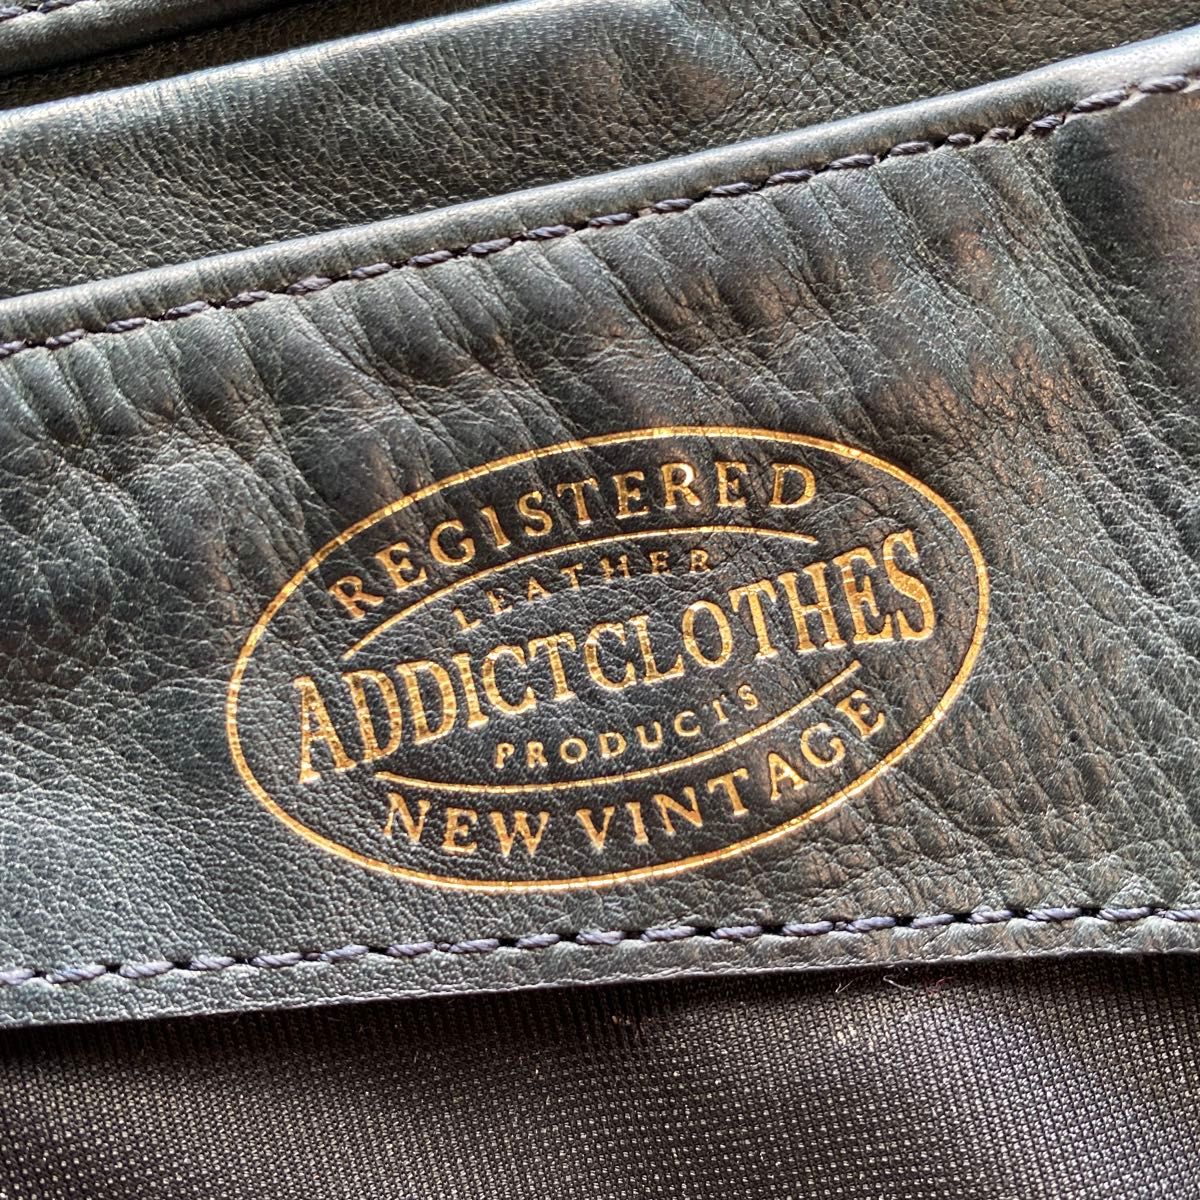 REGISTERED
LEATHER
ADDICTCLOTHES
PRODUCTS
NEW VINTAGE